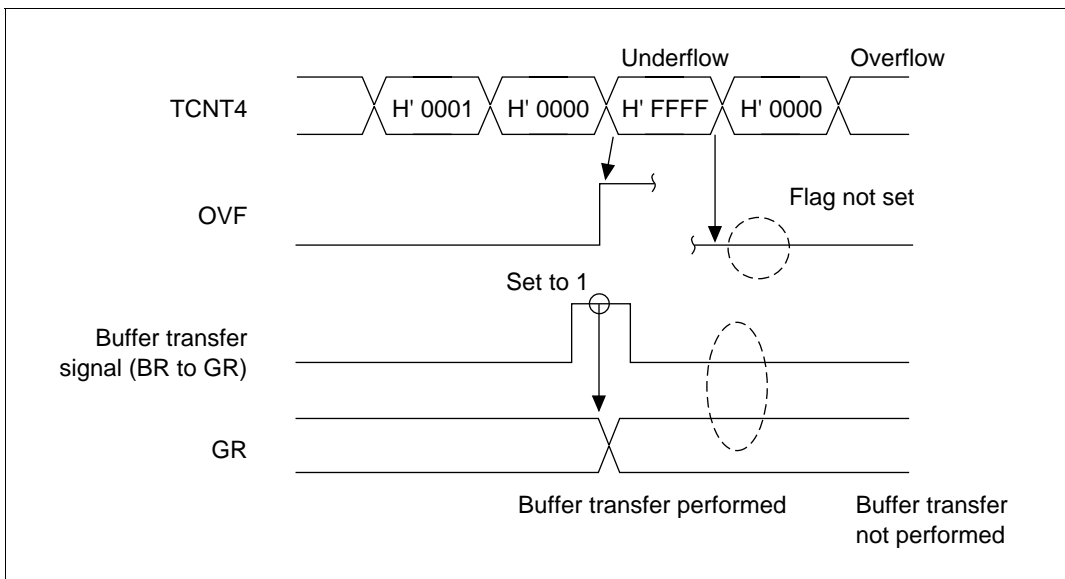 Underflow
Overflow
TCNT4
H' 0001
H' 0000
H' FFFF
H' 0000
OVF
Flag not set
Set to 1
Buffer transfer
signal (BR to GR)
GR
Buffer transfer performed
Buffer transfer
not performed